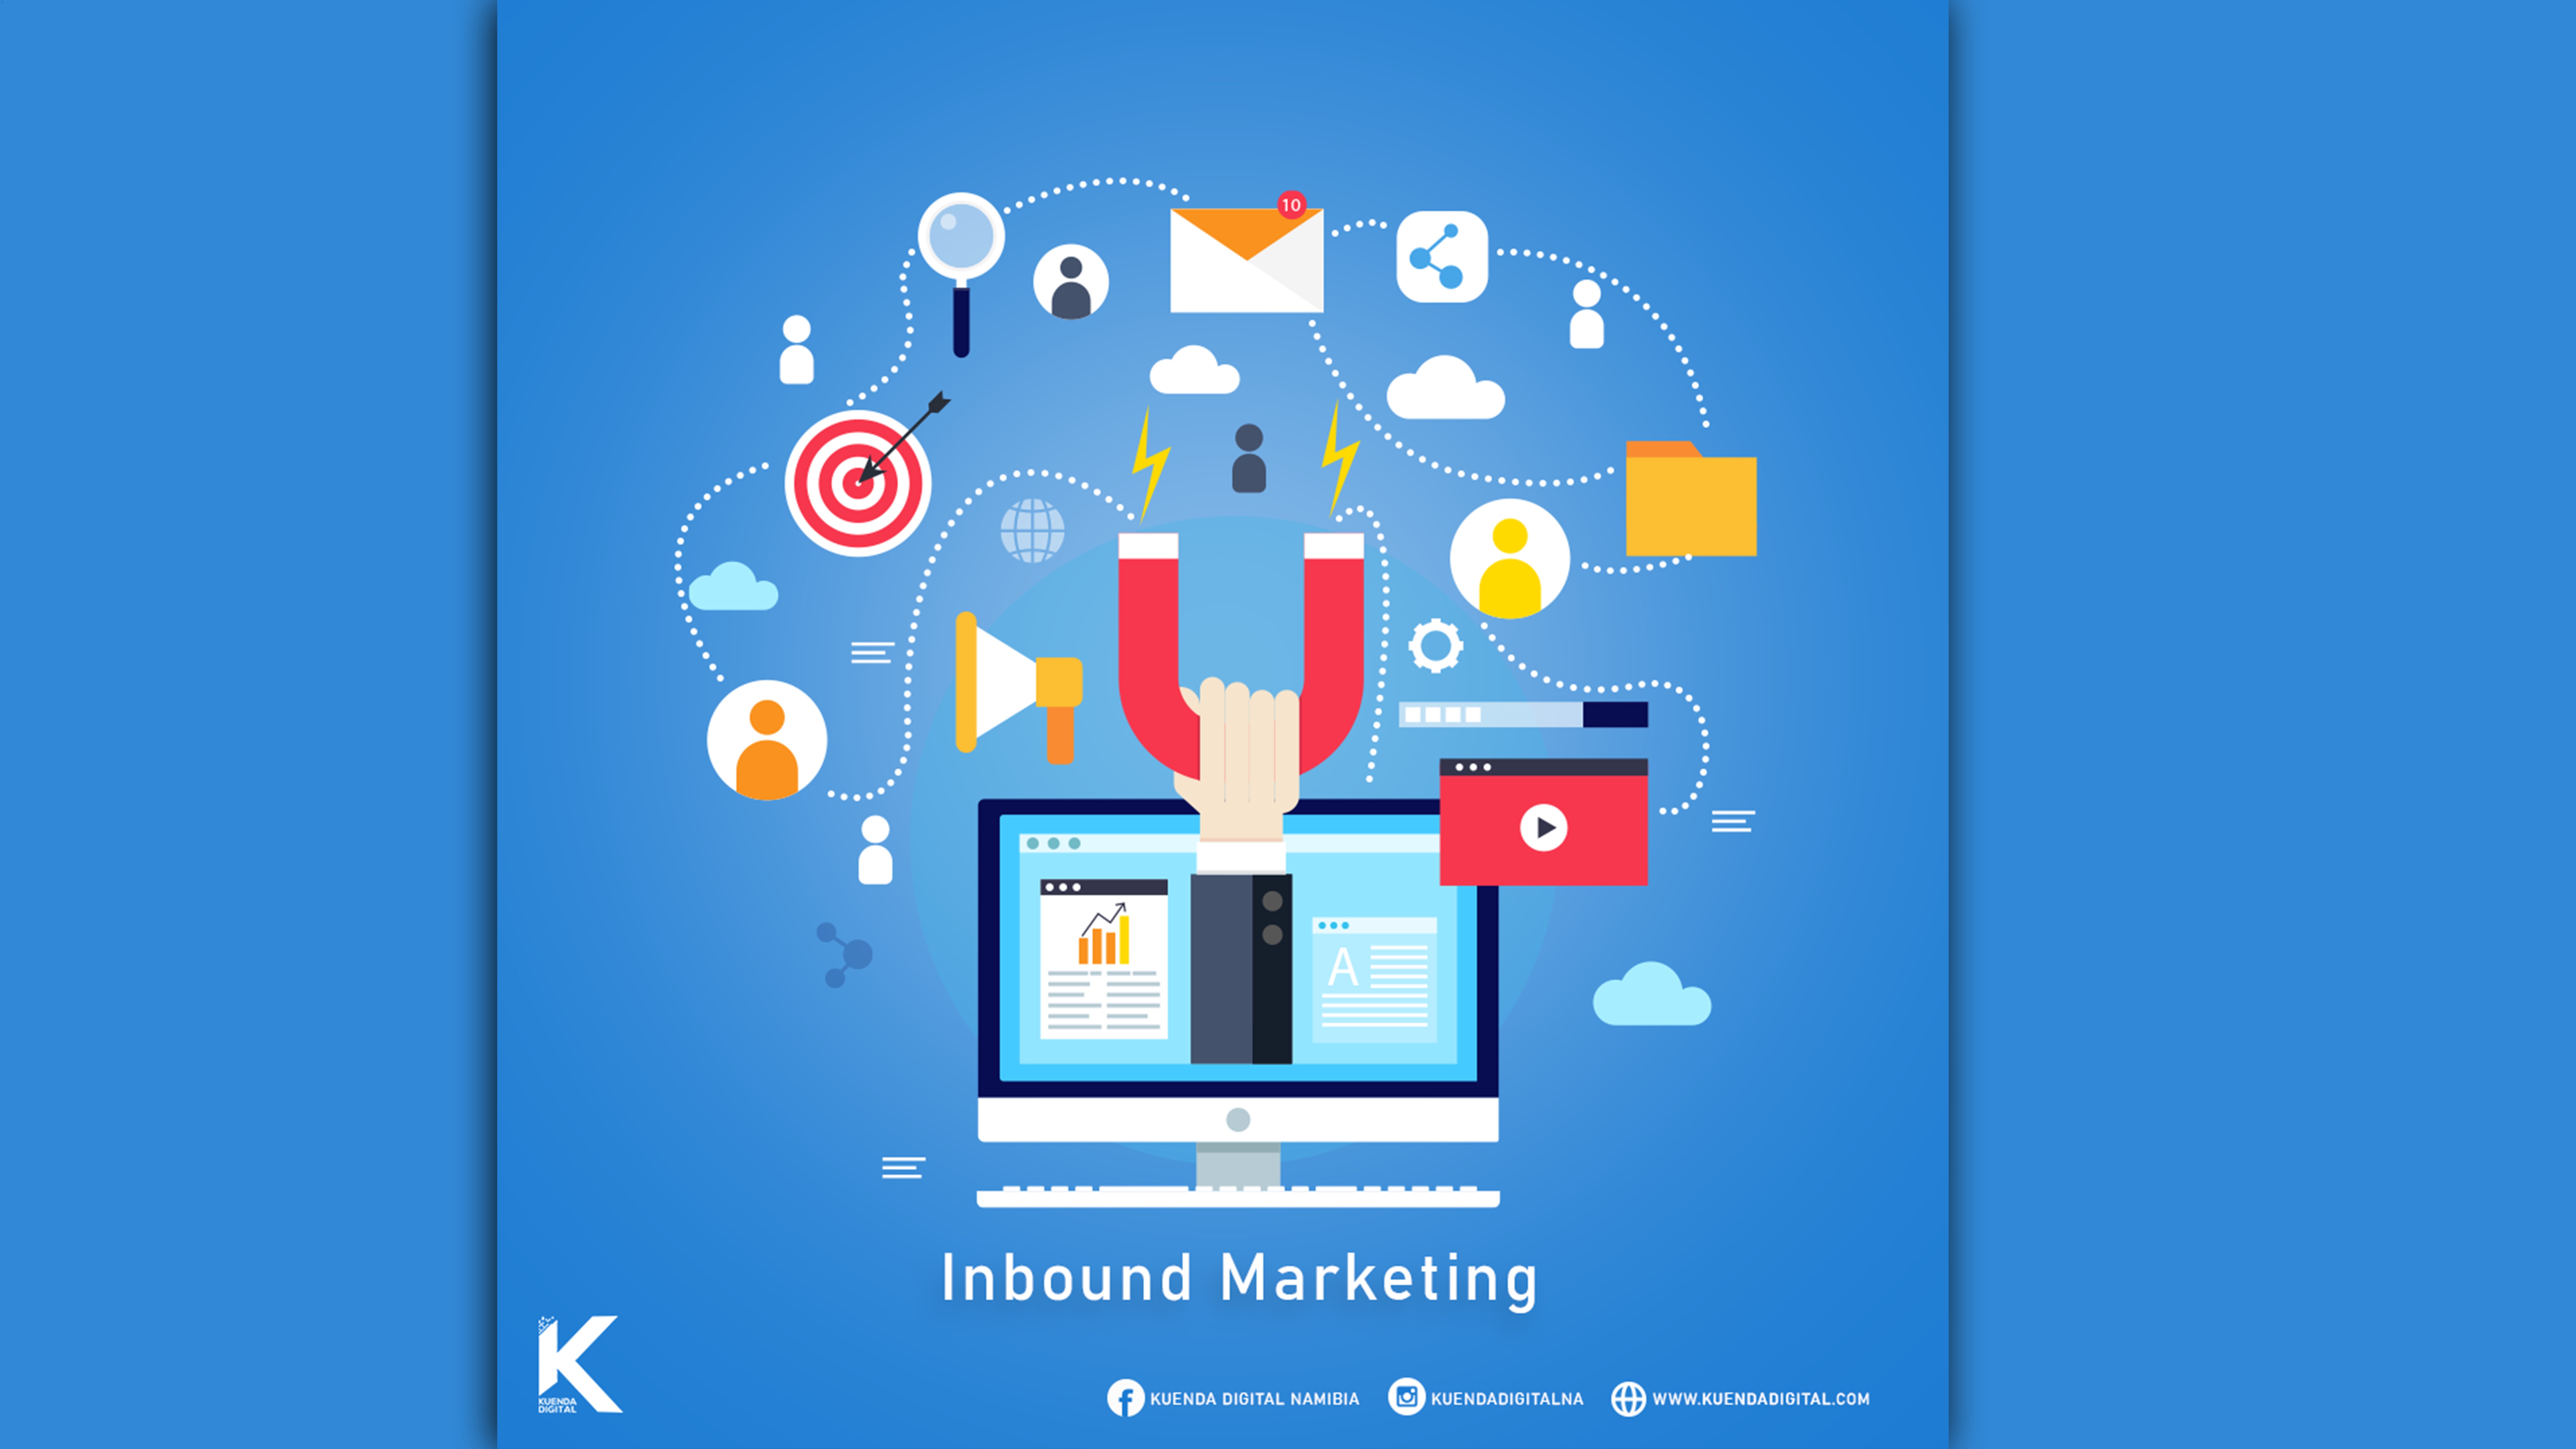 10
A
Inbound Marketing
KUENDA
DIGITAL
KUENDA DIGITAL NAMIBIA
KUENDADIGITALNA
WWW.KUENDADIGITAL.COM